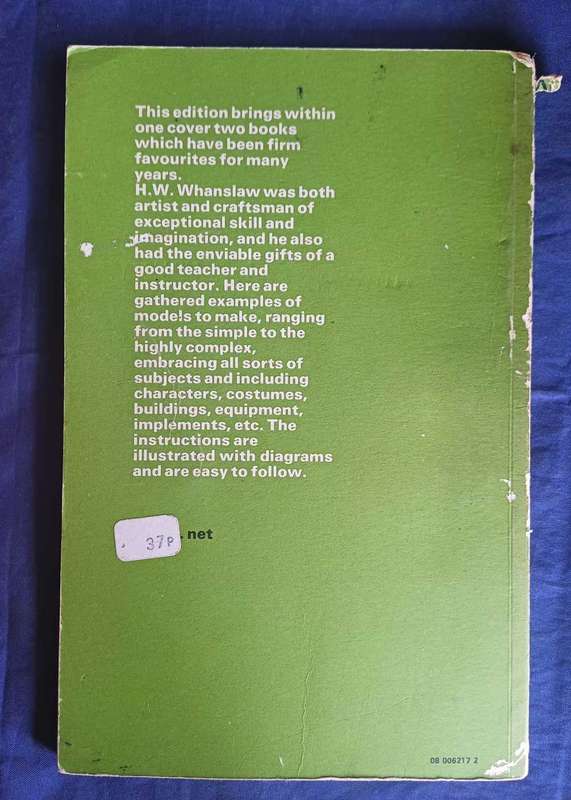 This edition brings within
one cover two books
which have been firm
favourites for many
years.
H.W. Whanslaw was both
artist and craftsman of
exceptional skill and
imagination, and he also
had the enviable gifts of a
good teacher and
instructor. Here are
gathered examples of
models to make, ranging
from the simple to the
highly complex,
embracing all sorts of
subjects and including
characters, costumes,
buildings, equipment,
implements, etc. The
instructions are
illustrated with diagrams
and are easy to follow.
37P
. net
08 006217 2